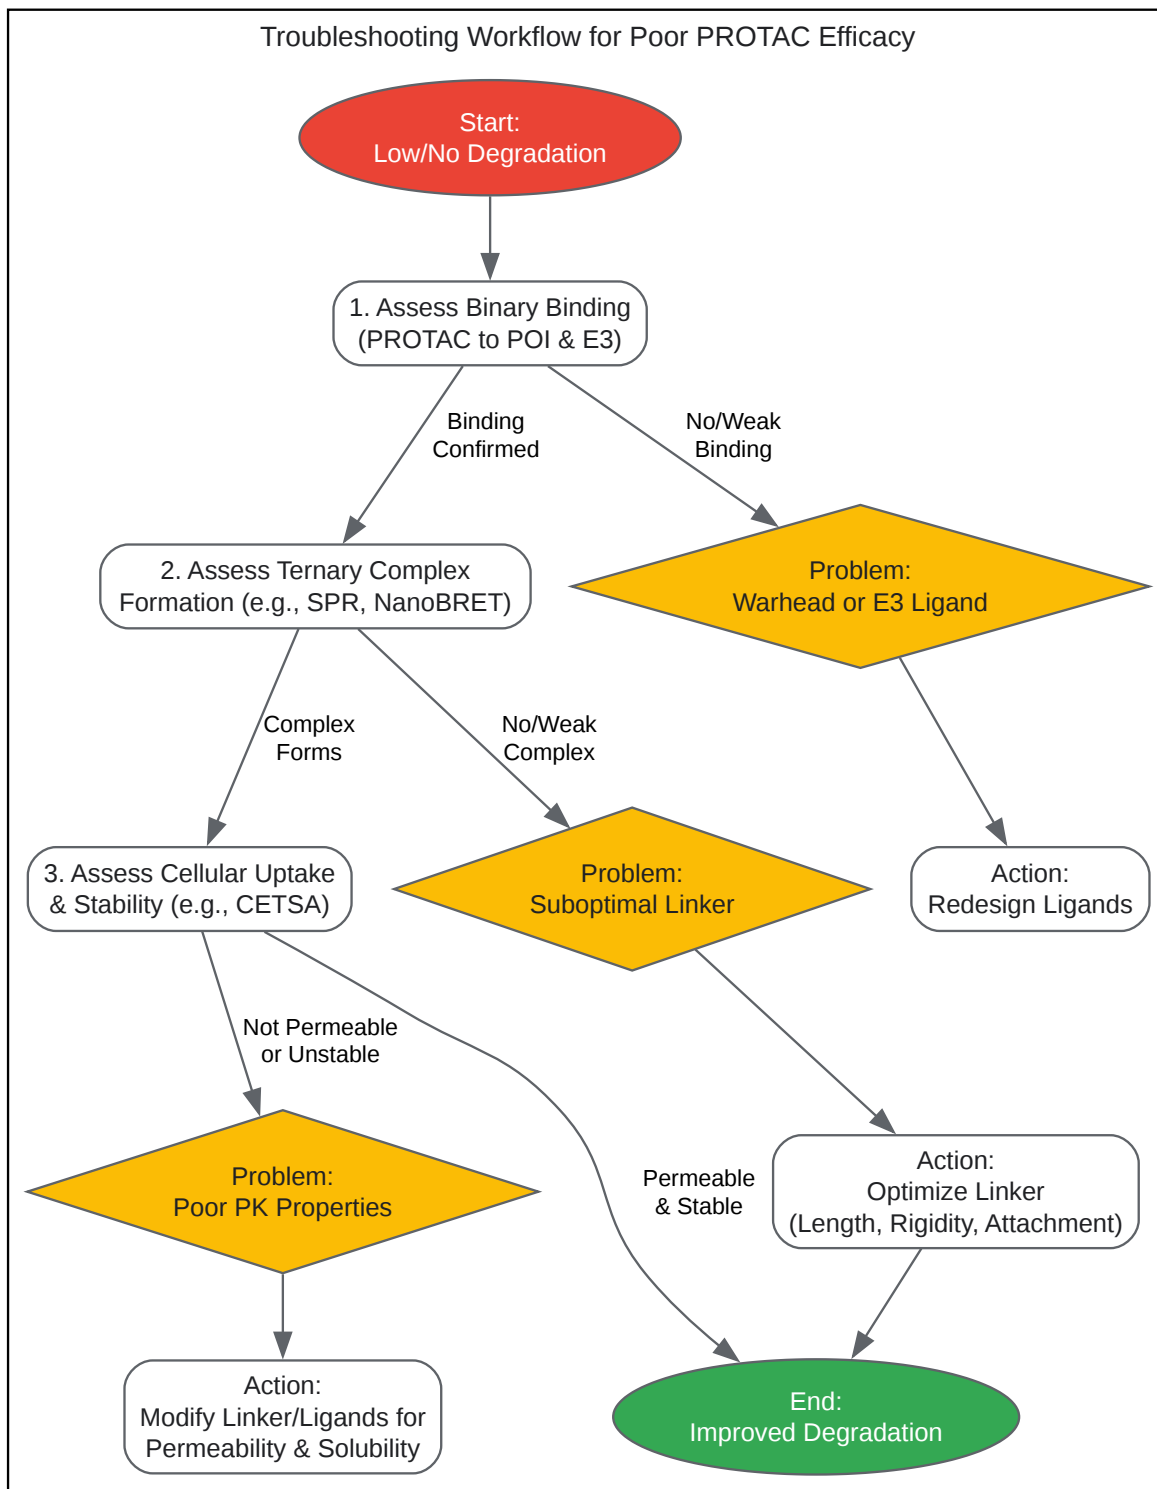 Troubleshooting Workflow for Poor PROTAC Efficacy
Start:
Low/No Degradation
1. Assess Binary Binding
(PROTAC to POI & E3)
Binding
Confirmed
No/Weak
Binding
2. Assess Ternary Complex
Formation (e.g., SPR, NanoBRET)
Problem:
Warhead or E3 Ligand
Complex
Forms
No/Weak
Complex
3. Assess Cellular Uptake
& Stability (e.g., CETSA)
Problem:
Suboptimal Linker
Action:
Redesign Ligands
Not Permeable
or Unstable
Problem:
Poor PK Properties
Permeable
& Stable
Action:
Optimize Linker
(Length, Rigidity, Attachment)
Action:
Modify Linker/Ligands for
Permeability & Solubility
End:
Improved Degradation